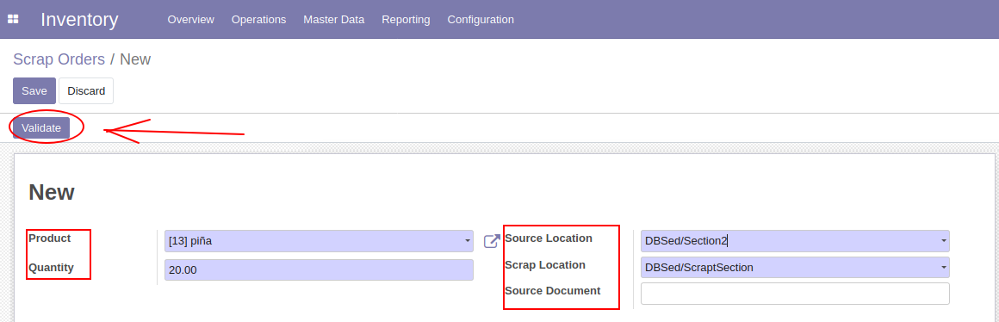 Inventory Overview Operations Master Data Reporting Configuration
Scrap Orders / New
Save Discard
Validate
New
Product [13] piña Source Location DBSed/Section2
Quantity 20.00 Scrap Location DBSed/ScraptSection
Source Document